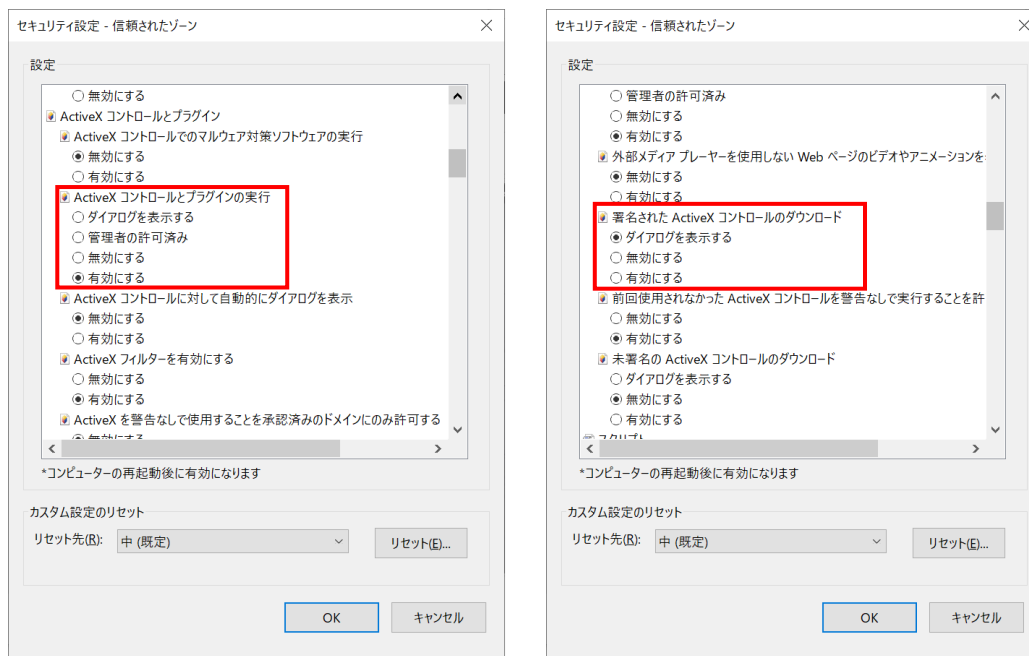 セキュリティ設定 - 信頼されたゾーン
設定
無効にする
ActiveX コントロールとプラグイン
ActiveX コントロールでのマルウェア対策ソフトウェアの実行
無効にする
有効にする
ActiveX コントロールとプラグインの実行
ダイアログを表示する
管理者の許可済み
無効にする
有効にする
ActiveX コントロールに対して自動的にダイアログを表示
無効にする
有効にする
ActiveX フィルターを有効にする
無効にする
有効にする
ActiveX を警告なしで使用することを承認済みのドメインにのみ許可する
無効にする
*コンピューターの再起動後に有効になります
カスタム設定のリセット
リセット先(R): 中 (既定) リセット(E)...
OK キャンセル
セキュリティ設定 - 信頼されたゾーン
設定
管理者の許可済み
無効にする
有効にする
外部メディア プレーヤーを使用しない Web ページのビデオやアニメーションを
無効にする
有効にする
署名された ActiveX コントロールのダウンロード
ダイアログを表示する
無効にする
有効にする
前回使用されなかった ActiveX コントロールを警告なしで実行することを許
無効にする
有効にする
未署名の ActiveX コントロールのダウンロード
ダイアログを表示する
無効にする
有効にする
スクリプト
*コンピューターの再起動後に有効になります
カスタム設定のリセット
リセット先(R): 中 (既定) リセット(E)...
OK キャンセル